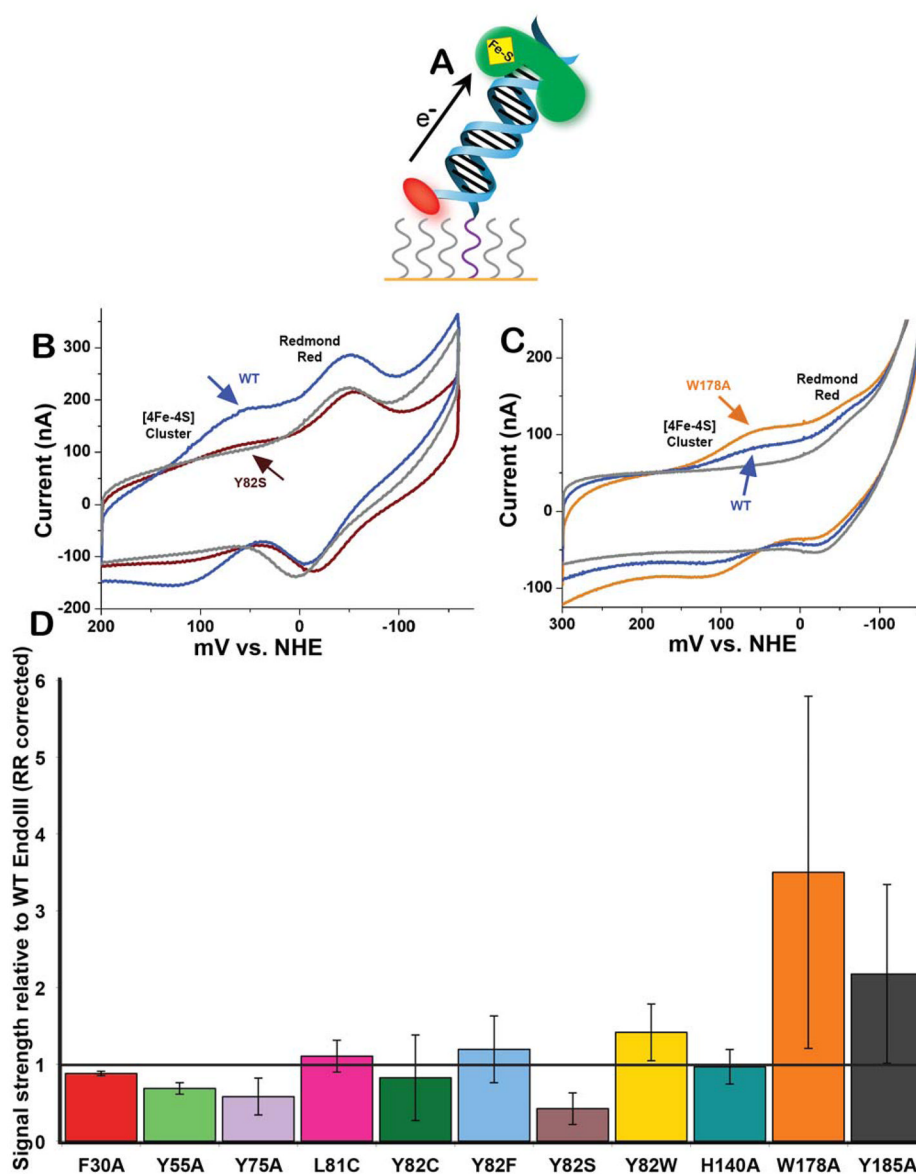 A
Fe-S
e-
B
Redmond
Red
WT
[4Fe-4S]
Cluster
Y82S
Current (nA)
300
200
100
0
-100
-200
200
100
0
-100
mV vs. NHE
C
Redmond
Red
W178A
[4Fe-4S]
Cluster
WT
Current (nA)
200
100
0
-100
300
200
100
0
-100
mV vs. NHE
D
Signal strength relative to WT EndoIII (RR corrected)
6
5
4
3
2
1
0
F30A Y55A Y75A L81C Y82C Y82F Y82S Y82W H140A W178A Y185A